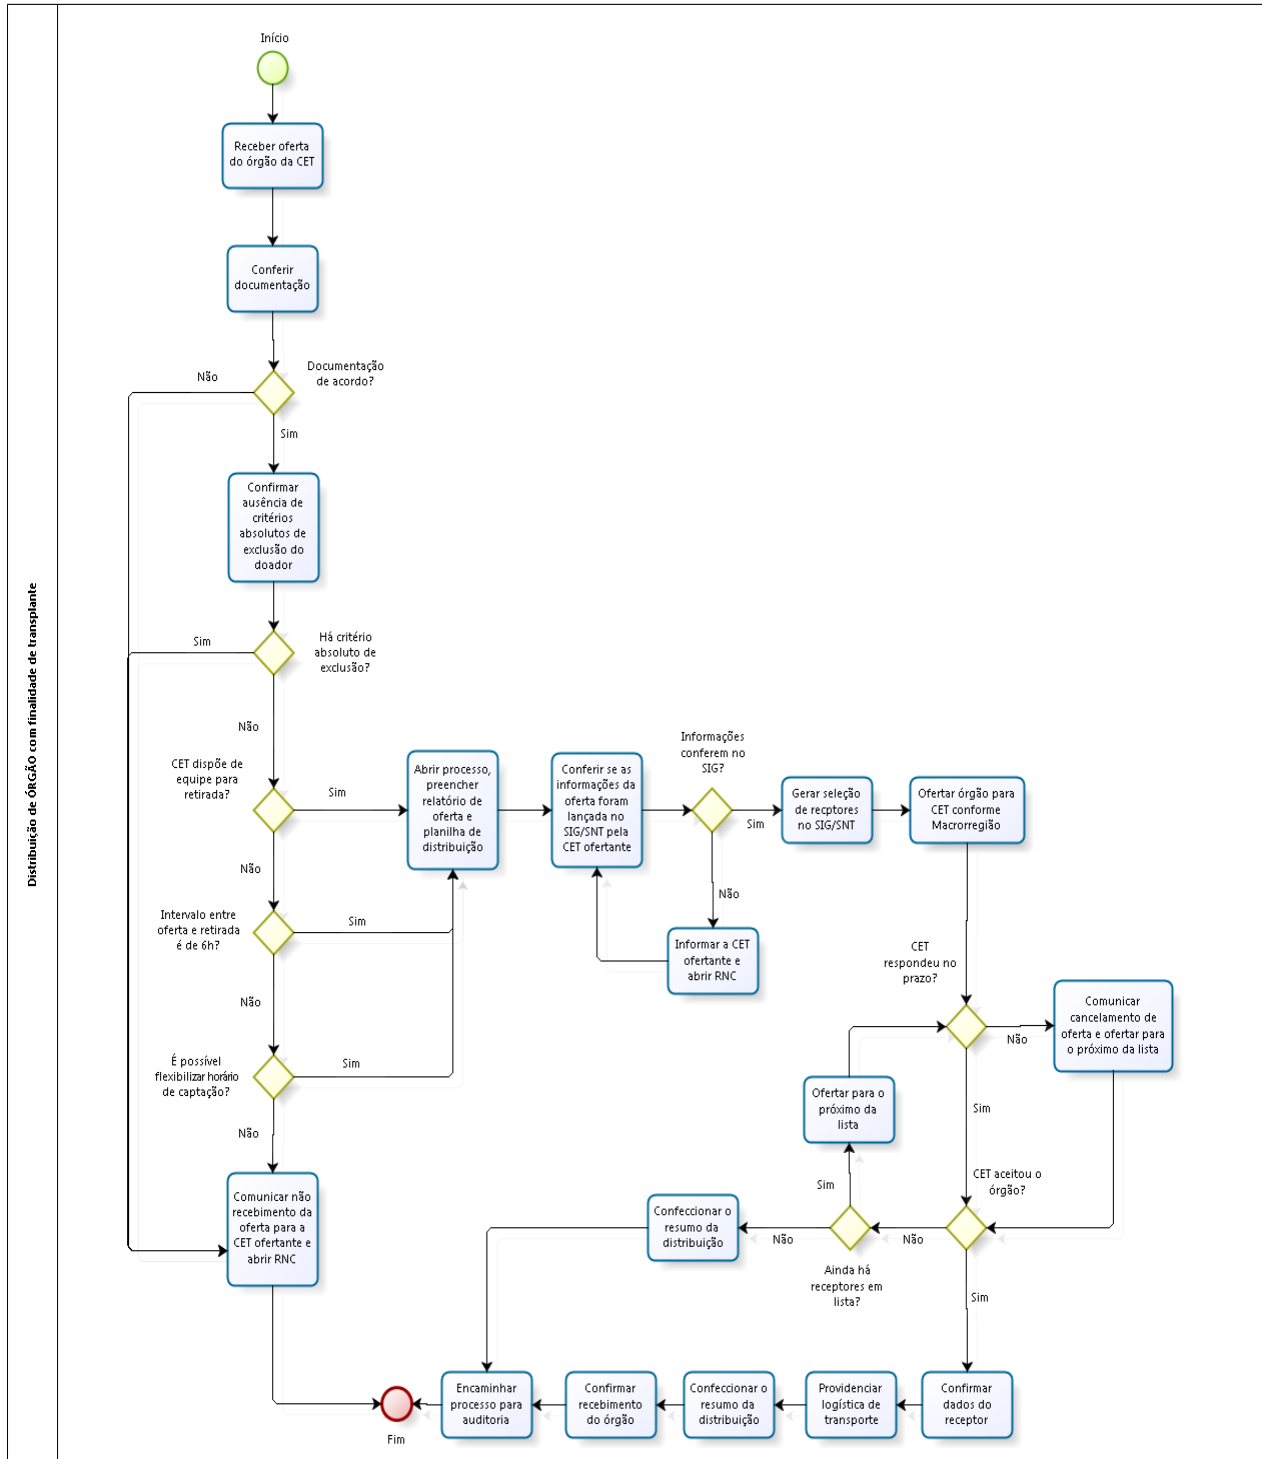 Distribuição de ÓRGÃO com finalidade de transplante
Início
Receber oferta
do órgão da CET
Conferir
documentação
Documentação
de acordo?
Não
Sim
Confirmar
ausência de
critérios
absolutos de
exclusão do
doador
Há critério
absoluto de
exclusão?
Sim
Não
CET dispõe de
equipe para
retirada?
Sim
Não
Abrir processo,
preencher
relatório de
oferta e
planilha de
distribuição
Conferir se as
informações da
oferta foram
lançada no
SIG/SNT pela
CET ofertante
Informações
conferem no
SIG?
Sim
Não
Gerar seleção
de recptores
no SIG/SNT
Ofertar órgão para
CET conforme
Macrorregião
Informar a CET
ofertante e
abrir RNC
Intervalo entre
oferta e retirada
é de 6h?
Sim
Não
É possível
flexibilizar horário
de captação?
Sim
Não
Comunicar não
recebimento da
oferta para a
CET ofertante e
abrir RNC
CET
respondeu no
prazo?
Não
Sim
Comunicar
cancelamento de
oferta e ofertar para
o próximo da lista
Ofertar para o
próximo da
lista
CET aceitou o
órgão?
Não
Sim
Ainda há
receptores em
lista?
Sim
Não
Confeccionar o
resumo da
distribuição
Confirmar
dados do
receptor
Providenciar
logística de
transporte
Confeccionar o
resumo da
distribuição
Confirmar
recebimento
do órgão
Encaminhar
processo para
auditoria
Fim